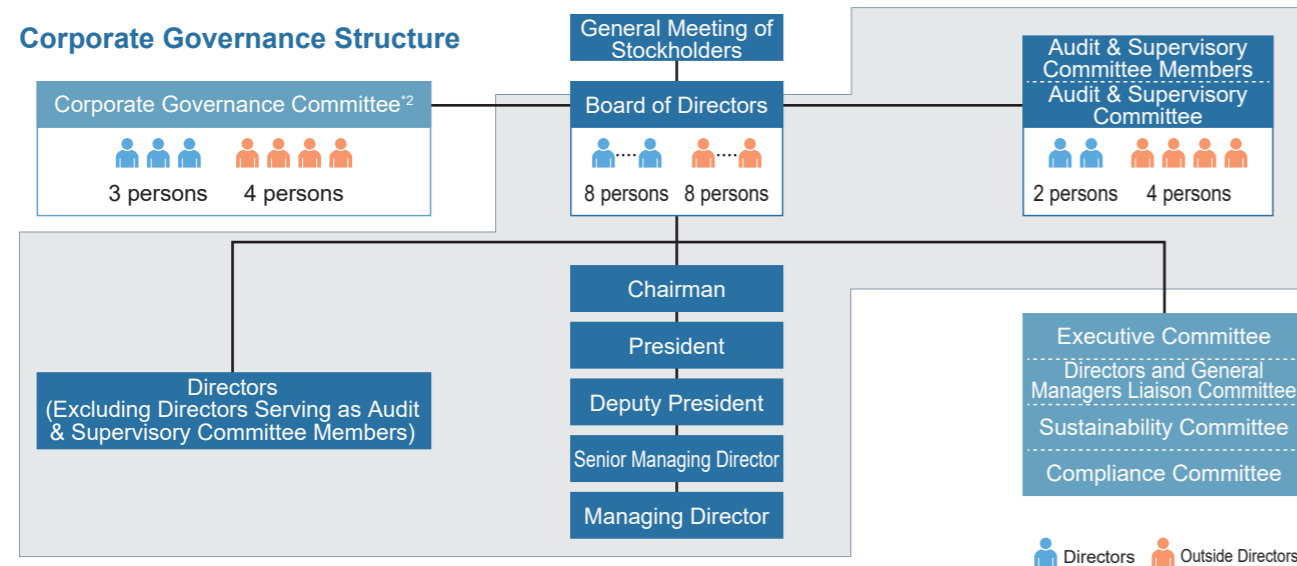 Corporate Governance Structure
General Meeting of
Stockholders
Corporate Governance Committee*2
3 persons 4 persons
Board of Directors
8 persons 8 persons
Audit & Supervisory
Committee Members
Audit & Supervisory
Committee
2 persons 4 persons
Chairman
President
Deputy President
Senior Managing Director
Managing Director
Directors
(Excluding Directors Serving as Audit
& Supervisory Committee Members)
Executive Committee
Directors and General
Managers Liaison Committee
Sustainability Committee
Compliance Committee
Directors Outside Directors